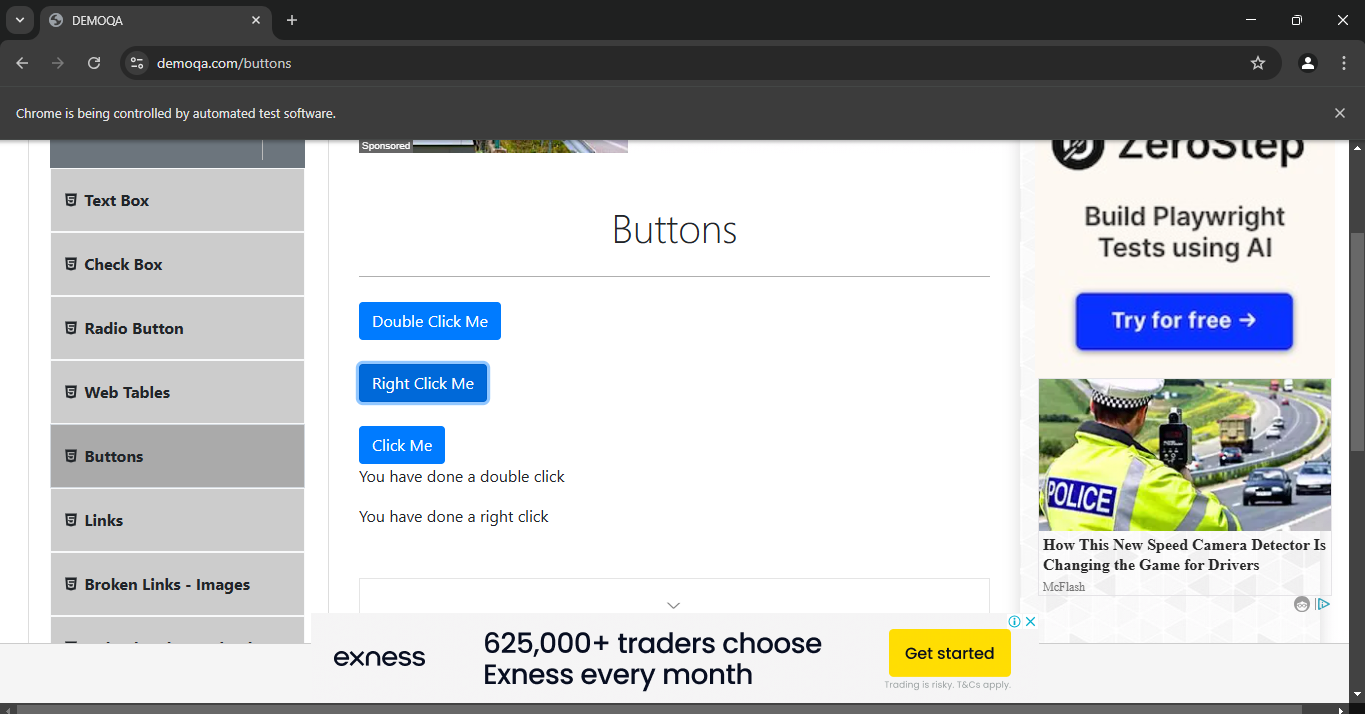 DEMOQA
demoqa.com/buttons
Chrome is being controlled by automated test software.
Sponsored
Text Box
Check Box
Radio Button
Web Tables
Buttons
Links
Broken Links - Images
Buttons
Double Click Me
Right Click Me
Click Me
You have done a double click
You have done a right click
ZeroStep
Build Playwright
Tests using AI
Try for free →
POLICE
How This New Speed Camera Detector Is
Changing the Game for Drivers
McFlash
exness
625,000+ traders choose
Exness every month
Get started
Trading is risky. T&Cs apply.